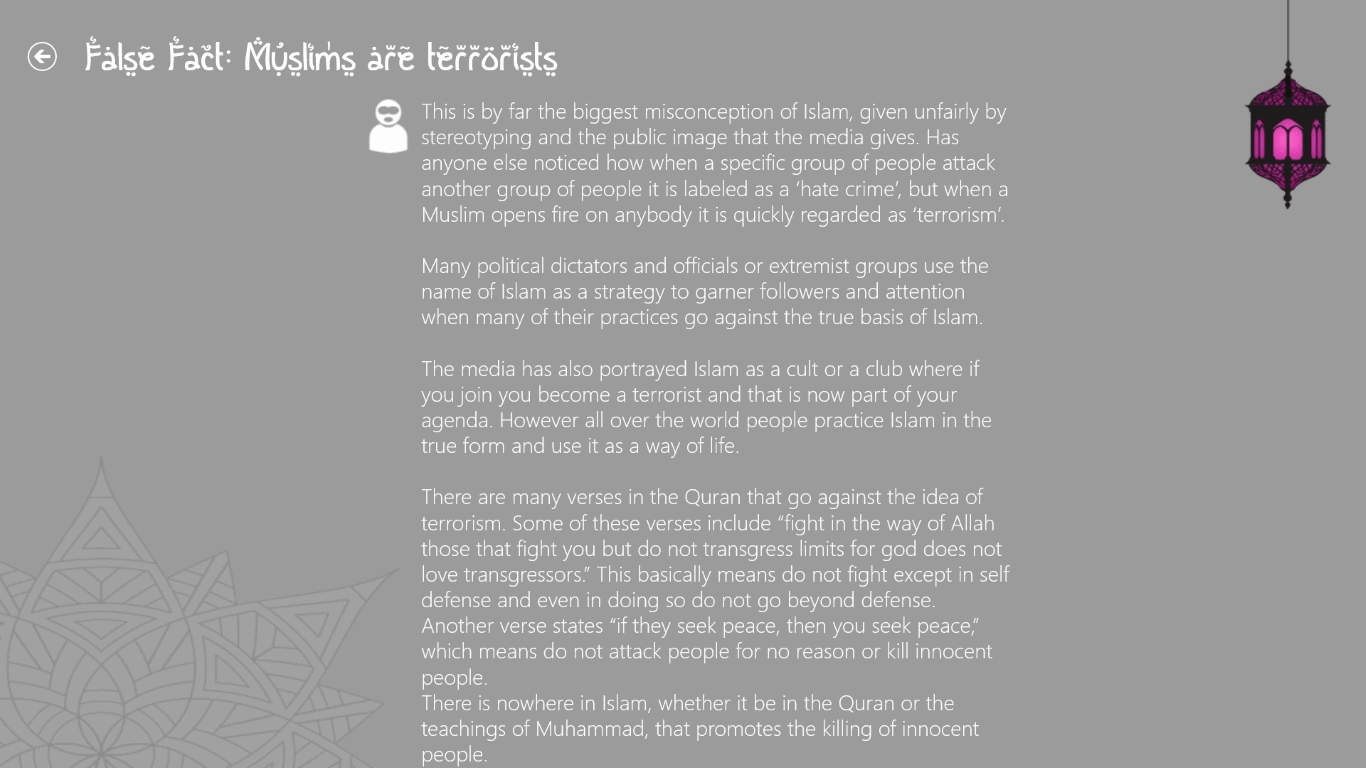 False Fact: Muslims are terrorists
This is by far the biggest misconception of Islam, given unfairly by
stereotyping and the public image that the media gives. Has
anyone else noticed how when a specific group of people attack
another group of people it is labeled as a ‘hate crime’, but when a
Muslim opens fire on anybody it is quickly regarded as ‘terrorism’.
Many political dictators and officials or extremist groups use the
name of Islam as a strategy to garner followers and attention
when many of their practices go against the true basis of Islam.
The media has also portrayed Islam as a cult or a club where if
you join you become a terrorist and that is now part of your
agenda. However all over the world people practice Islam in the
true form and use it as a way of life.
There are many verses in the Quran that go against the idea of
terrorism. Some of these verses include “fight in the way of Allah
those that fight you but do not transgress limits for god does not
love transgressors.” This basically means do not fight except in self
defense and even in doing so do not go beyond defense.
Another verse states “if they seek peace, then you seek peace,”
which means do not attack people for no reason or kill innocent
people.
There is nowhere in Islam, whether it be in the Quran or the
teachings of Muhammad, that promotes the killing of innocent
people.